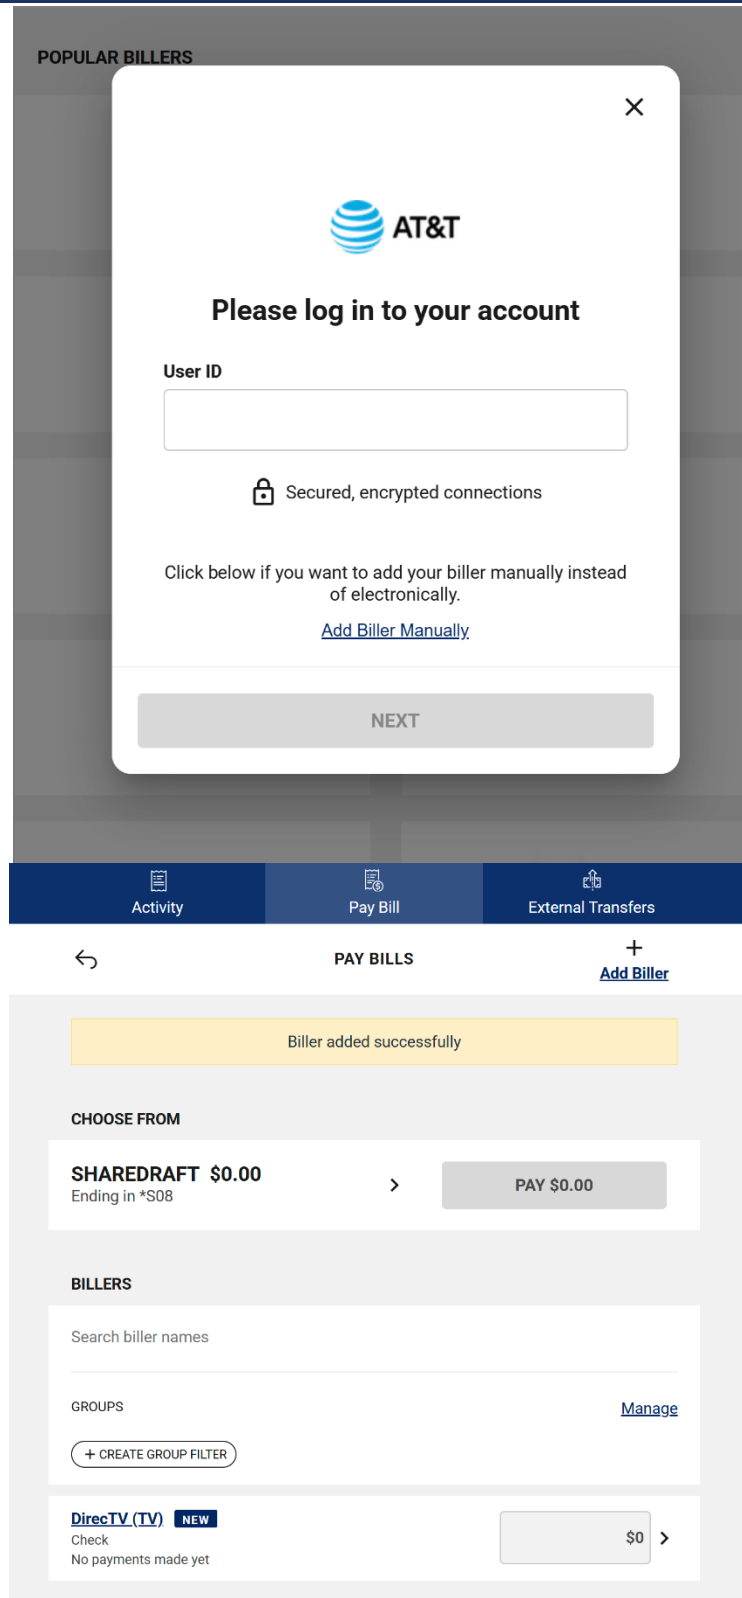 POPULAR BILLERS
AT&T
Please log in to your account
User ID
Secured, encrypted connections
Click below if you want to add your biller manually instead
of electronically.
Add Biller Manually
NEXT
Activity
Pay Bill
External Transfers
PAY BILLS
Add Biller
Biller added successfully
CHOOSE FROM
SHAREDRAFT $0.00
Ending in *S08
PAY $0.00
BILLERS
Search biller names
GROUPS
Manage
+ CREATE GROUP FILTER
DirecTV (TV) NEW
Check
$0
No payments made yet